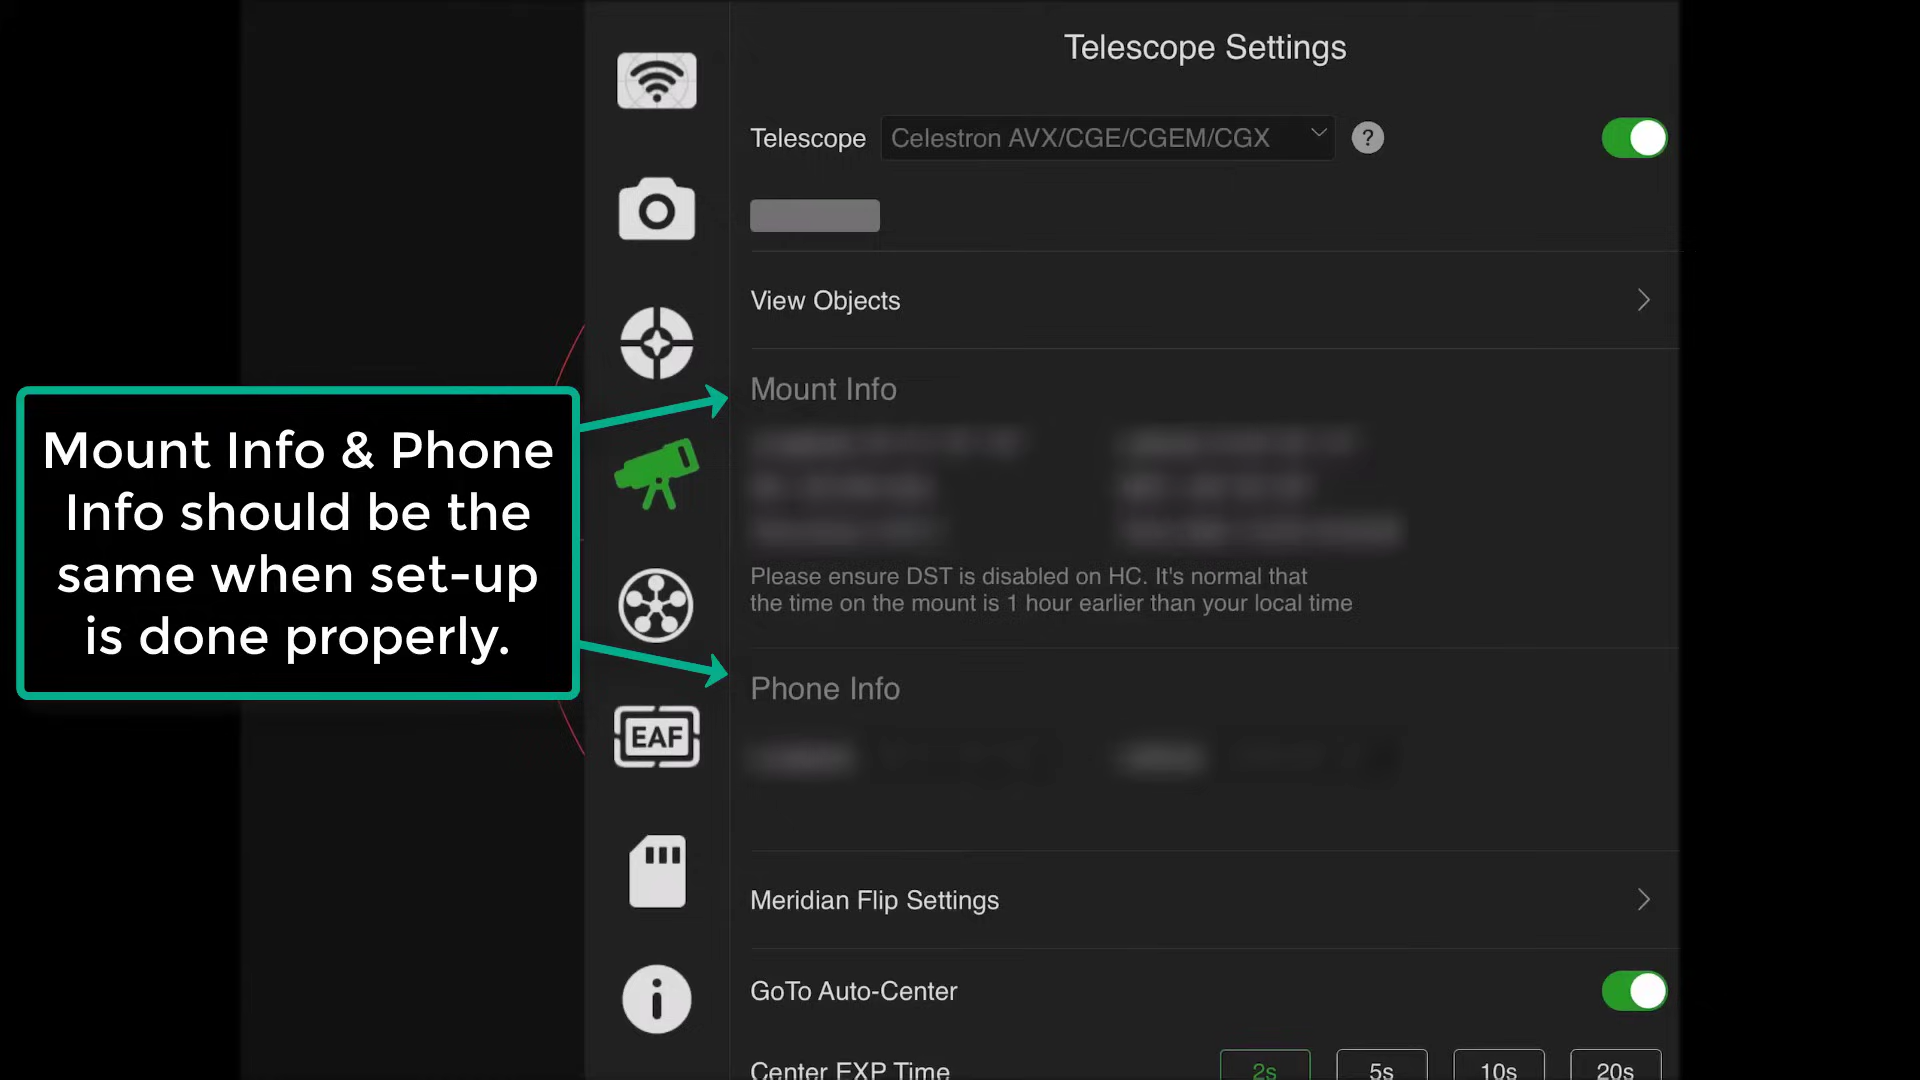 Telescope Settings
Telescope Celestron AVX/CGE/CGEM/CGX ?
View Objects
Mount Info
Please ensure DST is disabled on HC. It's normal that
the time on the mount is 1 hour earlier than your local time
Phone Info
Meridian Flip Settings
GoTo Auto-Center
Center EXP Time 2s 5s 10s 20s
EAF
Mount Info & Phone
Info should be the
same when set-up
is done properly.